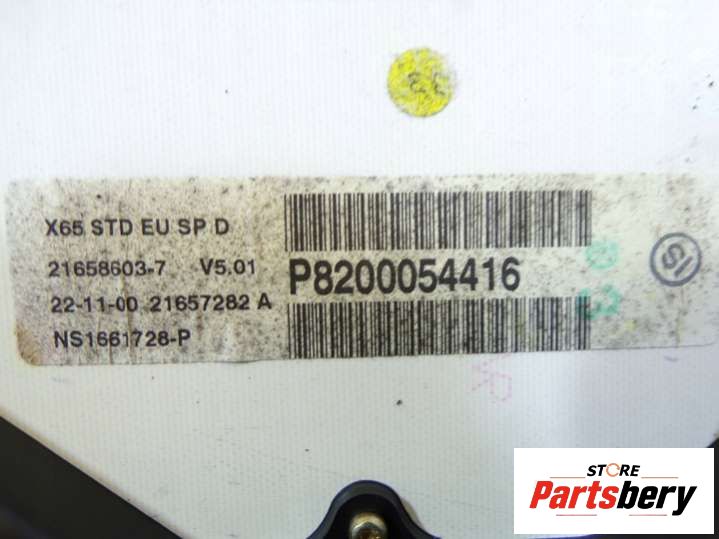 X65 STD EU SP D
21658603-7 V5.01
22-11-00 21657282 A
NS1661728-P
P8200054416
STORE
Partsbery